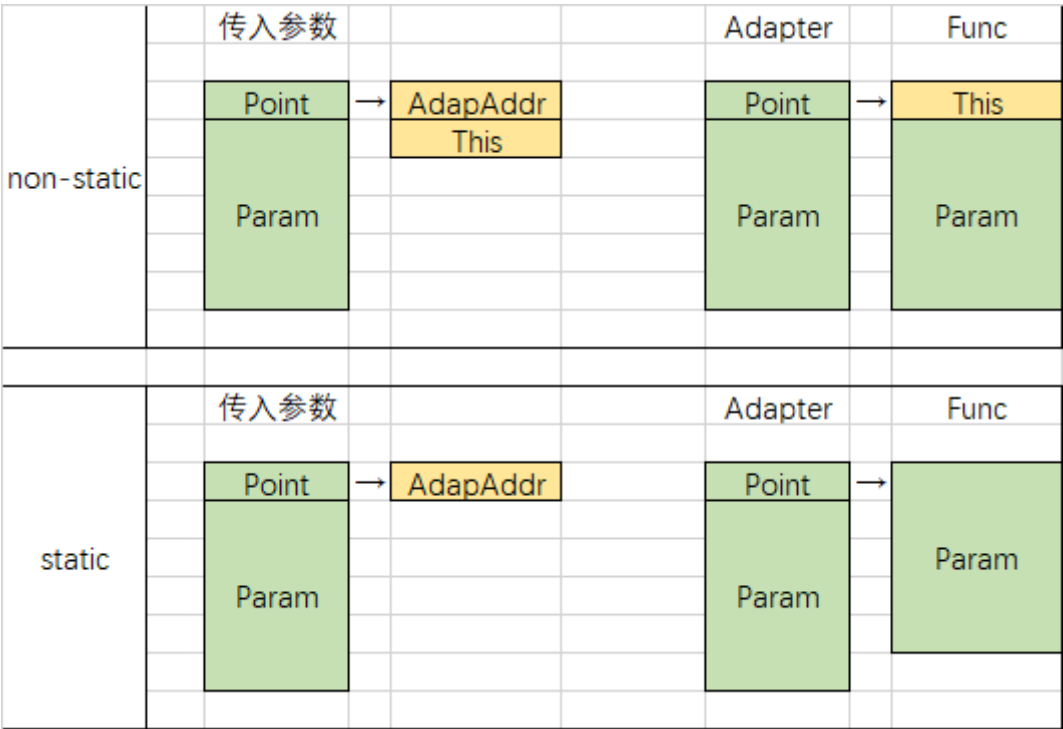 传入参数 Adapter Func
Point → AdapAddr Point → This
This
non-static
Param Param Param
传入参数 Adapter Func
Point → AdapAddr Point →
static Param
Param Param